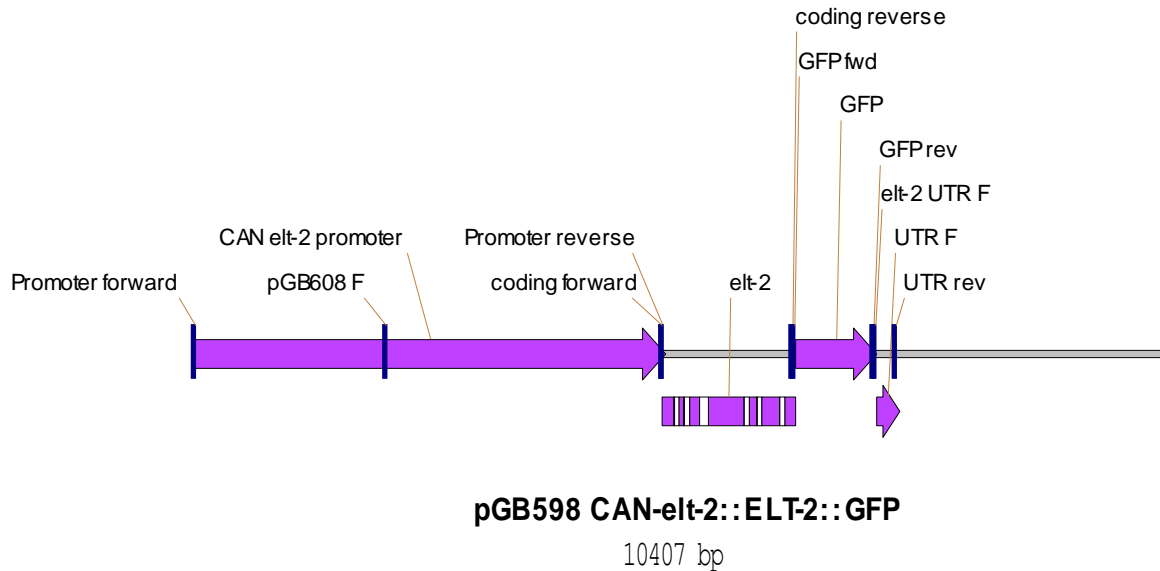 coding reverse
GFP fwd
GFP
GFP rev
elt-2 UTR F
CAN elt-2 promoter
Promoter reverse
UTR F
Promoter forward
pGB608 F
coding forward
elt-2
UTR rev
pGB598 CAN-elt-2::ELT-2::GFP
10407 bp